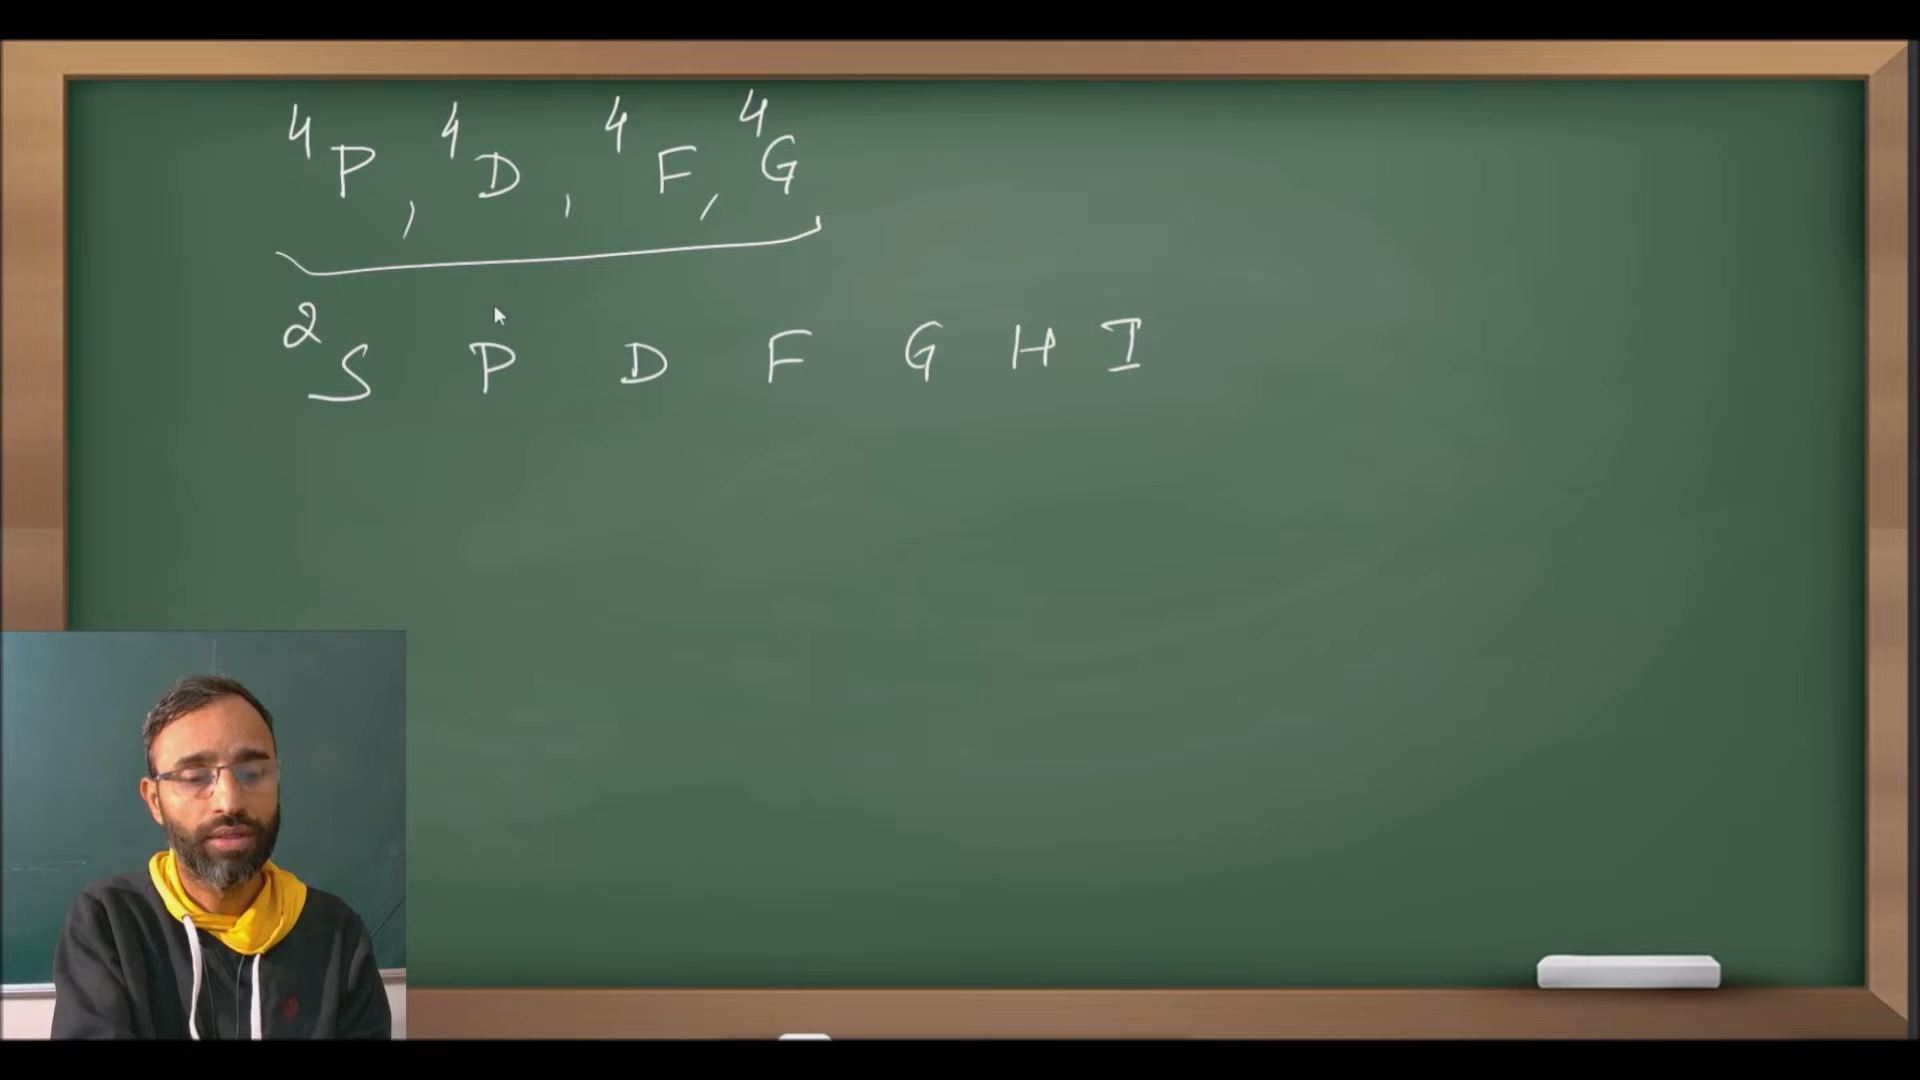 ⁴P, ⁴D, ⁴F, ⁴G
²S P D F G H I